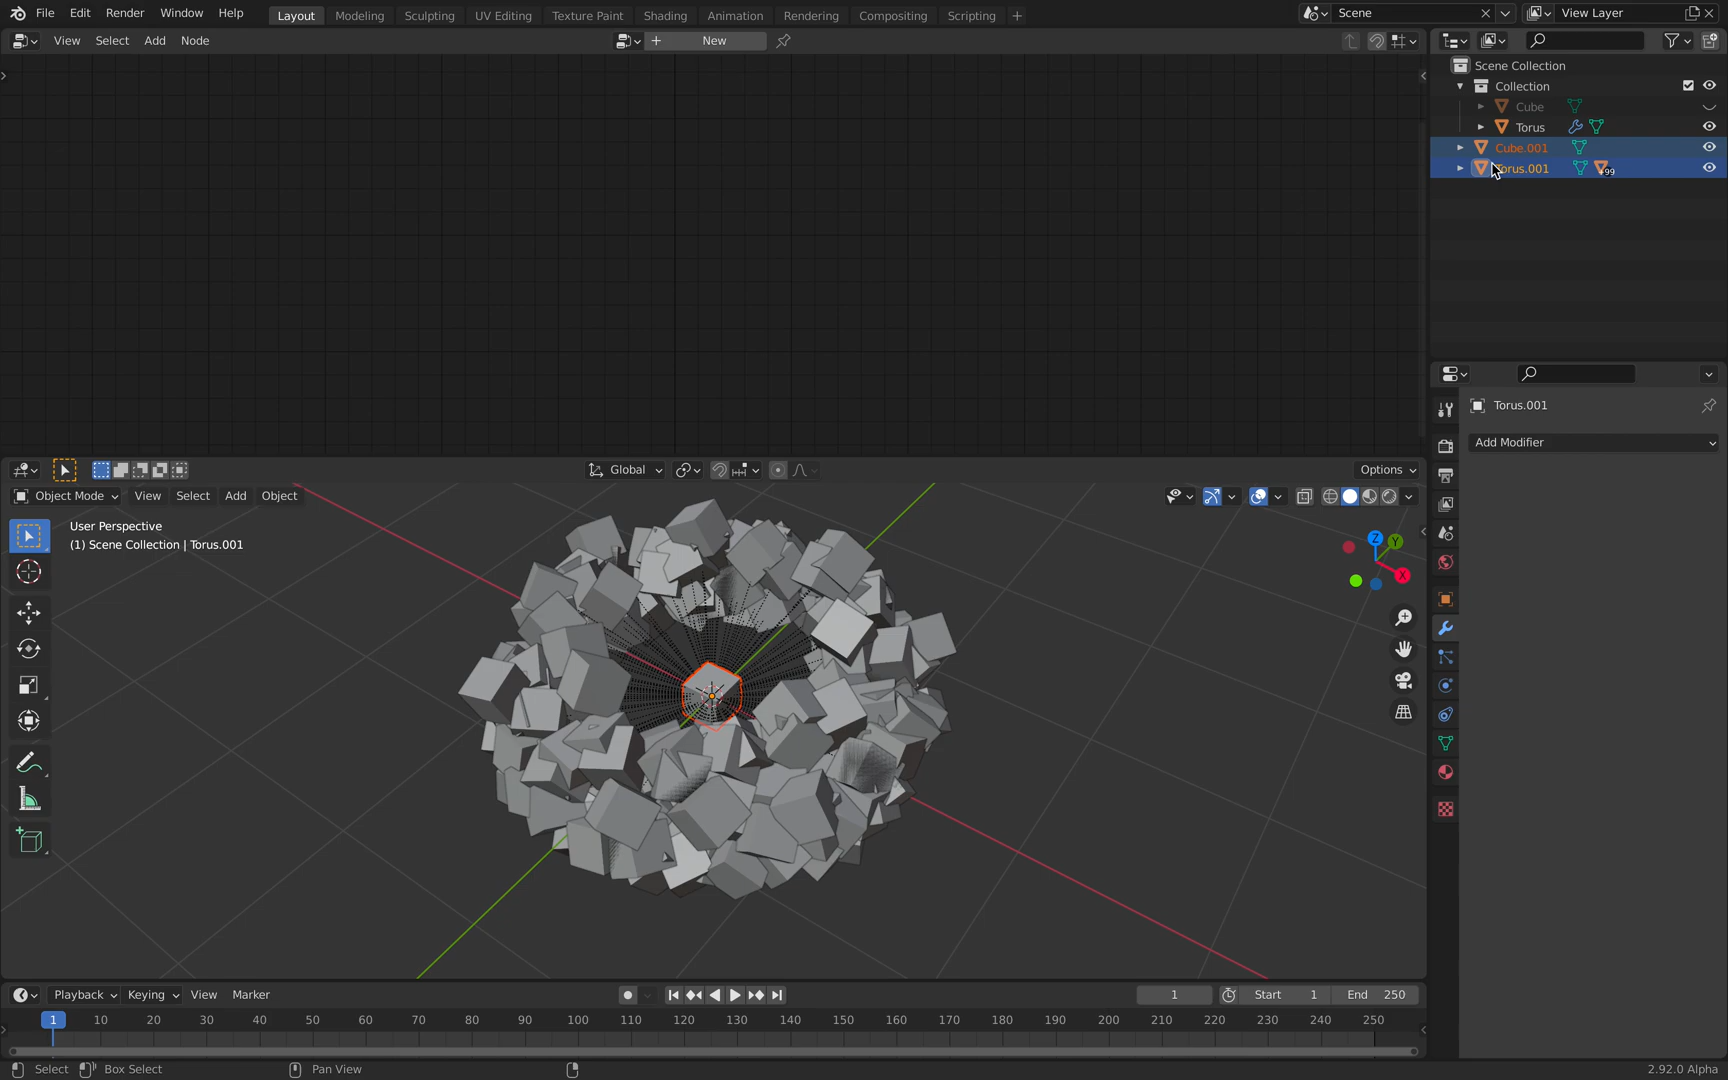 File Edit Render Window Help Layout Modeling Sculpting UV Editing Texture Paint Shading Animation Rendering Compositing Scripting + Scene View Layer
View Select Add Node + New
Scene Collection
Collection
Cube
Torus
Cube.001
Torus.001 +99
Torus.001
Add Modifier
Global Options
Object Mode View Select Add Object
User Perspective
(1) Scene Collection | Torus.001
Z Y
X
Playback Keying View Marker 1 Start 1 End 250
1 10 20 30 40 50 60 70 80 90 100 110 120 130 140 150 160 170 180 190 200 210 220 230 240 250
Select Box Select Pan View 2.92.0 Alpha